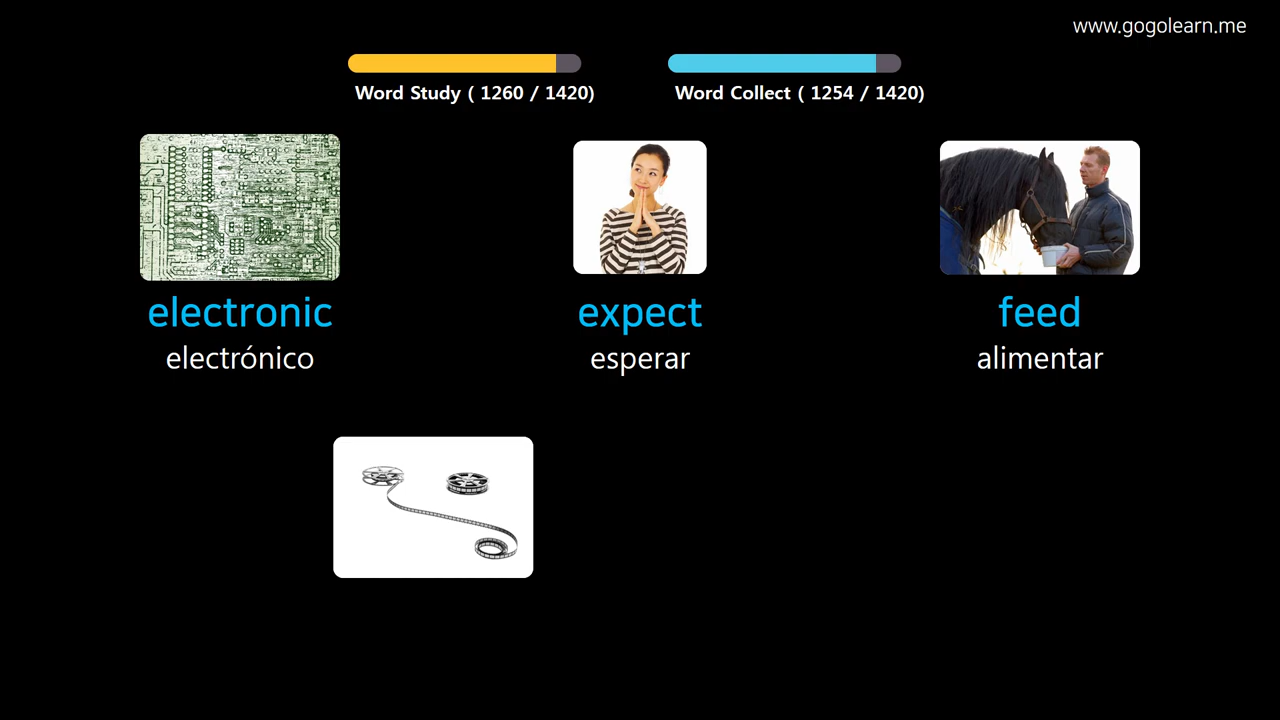 www.gogolearn.me
Word Study ( 1260 / 1420)
Word Collect ( 1254 / 1420)
electronic
electrónico
expect
esperar
feed
alimentar